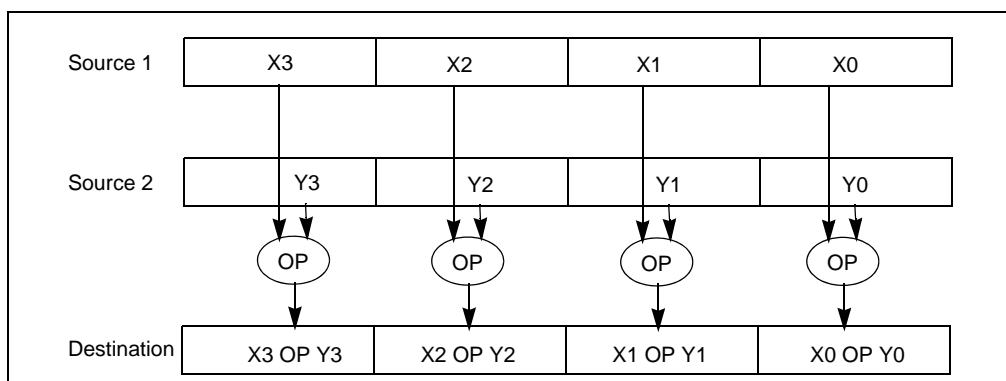 Source 1 X3 X2 X1 X0
Source 2 Y3 Y2 Y1 Y0
OP OP OP OP
Destination X3 OP Y3 X2 OP Y2 X1 OP Y1 X0 OP Y0